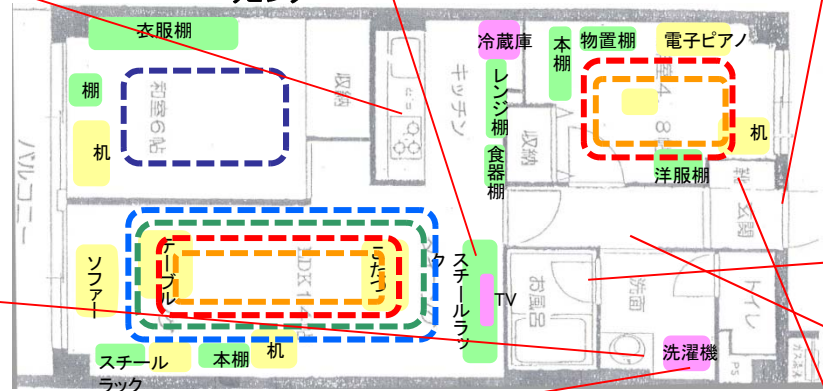 衣服棚
冷蔵庫
本棚
物置棚
電子ピアノ
収納
キッチン
レンジ棚
棚
和室6帖
机
食器棚
収納
机
洋服棚
バルコニー
靴
玄関
ソファー
テーブル
こたつ
スチールラック
TV
お風呂
洗面
トイレ
スチール
ラック
本棚
机
洗濯機
PS